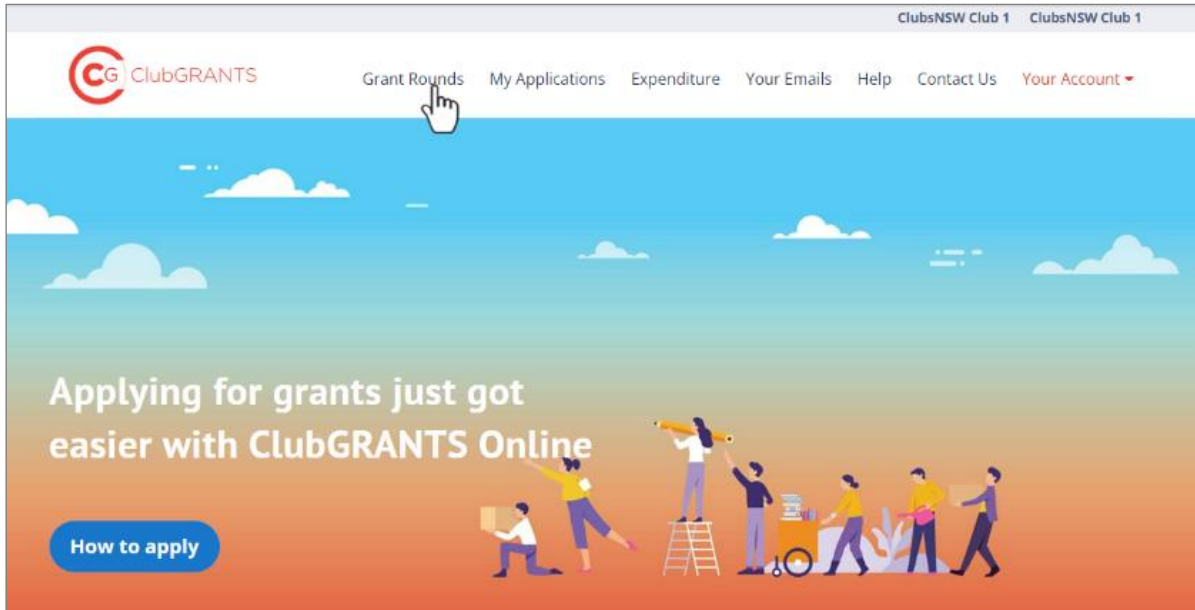 ClubsNSW Club 1 ClubsNSW Club 1
CG ClubGRANTS
Grant Rounds My Applications Expenditure Your Emails Help Contact Us Your Account
Applying for grants just got
easier with ClubGRANTS Online
How to apply